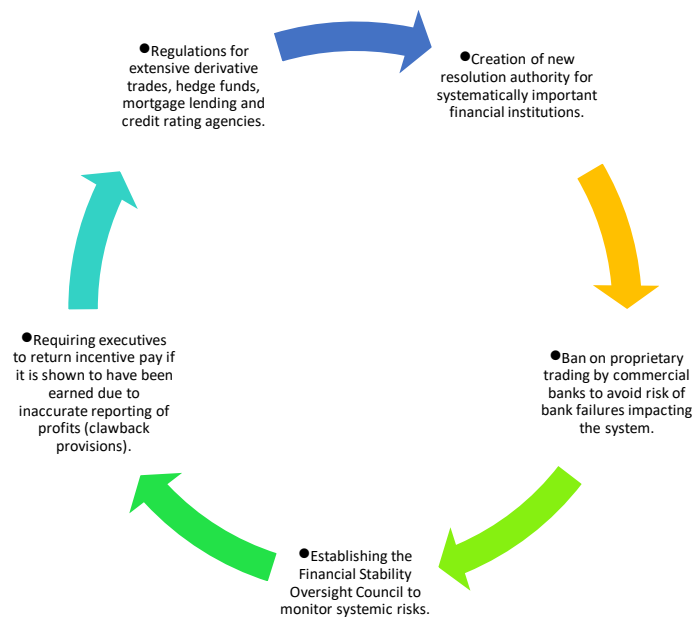 ●Regulations for
extensive derivative
trades, hedge funds,
mortgage lending and
credit rating agencies.
●Creation of new
resolution authority for
systematically important
financial institutions.
●Ban on proprietary
trading by commercial
banks to avoid risk of
bank failures impacting
the system.
●Establishing the
Financial Stability
Oversight Council to
monitor systemic risks.
●Requiring executives
to return incentive pay if
it is shown to have been
earned due to
inaccurate reporting of
profits (clawback
provisions).